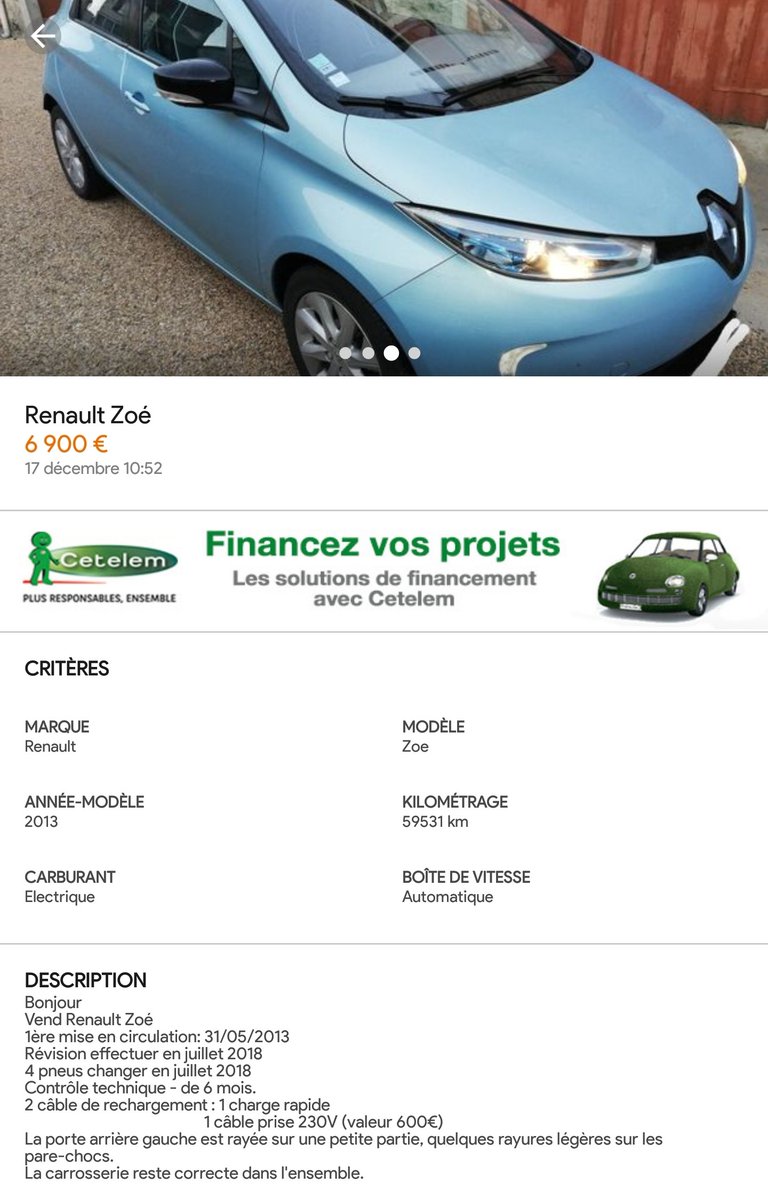 Renault Zoé
6 900 €
17 décembre 10:52
Cetelem
PLUS RESPONSABLES, ENSEMBLE
Financez vos projets
Les solutions de financement
avec Cetelem
CRITÈRES
MARQUE
Renault
MODÈLE
Zoe
ANNÉE-MODÈLE
2013
KILOMÉTRAGE
59531 km
CARBURANT
Electrique
BOÎTE DE VITESSE
Automatique
DESCRIPTION
Bonjour
Vend Renault Zoé
1ère mise en circulation: 31/05/2013
Révision effectuer en juillet 2018
4 pneus changer en juillet 2018
Contrôle technique - de 6 mois.
2 câble de rechargement : 1 charge rapide
1 câble prise 230V (valeur 600€)
La porte arrière gauche est rayée sur une petite partie, quelques rayures légères sur les
pare-chocs.
La carrosserie reste correcte dans l'ensemble.